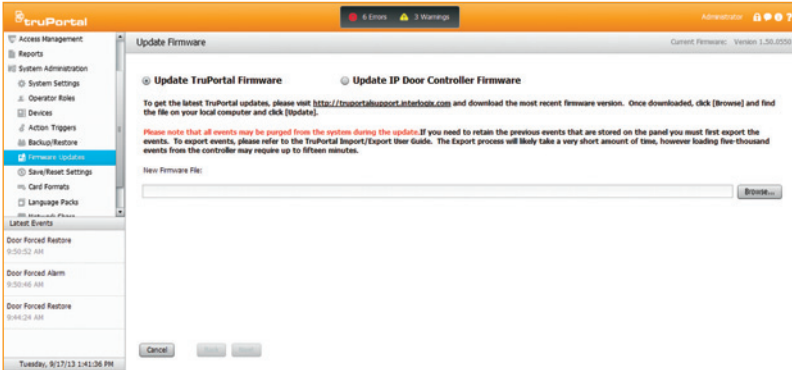 truPortal
6 Errors 3 Warnings
Administrator
Access Management
Reports
System Administration
System Settings
Operator Roles
Devices
Action Triggers
Backup/Restore
Firmware Updates
Save/Reset Settings
Card Formats
Language Packs
Network Share
Latest Events
Door Forced Restore
9:50:52 AM
Door Forced Alarm
9:50:46 AM
Door Forced Restore
9:44:24 AM
Tuesday, 9/17/13 1:41:36 PM
Update Firmware
Current Firmware: Version 1.50.0550
Update TruPortal Firmware Update IP Door Controller Firmware
To get the latest TruPortal updates, please visit http://truportalsupport.interlogix.com and download the most recent firmware version. Once downloaded, click [Browse] and find
the file on your local computer and click [Update].
Please note that all events may be purged from the system during the update.If you need to retain the previous events that are stored on the panel you must first export the
events. To export events, please refer to the TruPortal Import/Export User Guide. The Export process will likely take a very short amount of time, however loading five-thousand
events from the controller may require up to fifteen minutes.
New Firmware File:
Browse...
Cancel